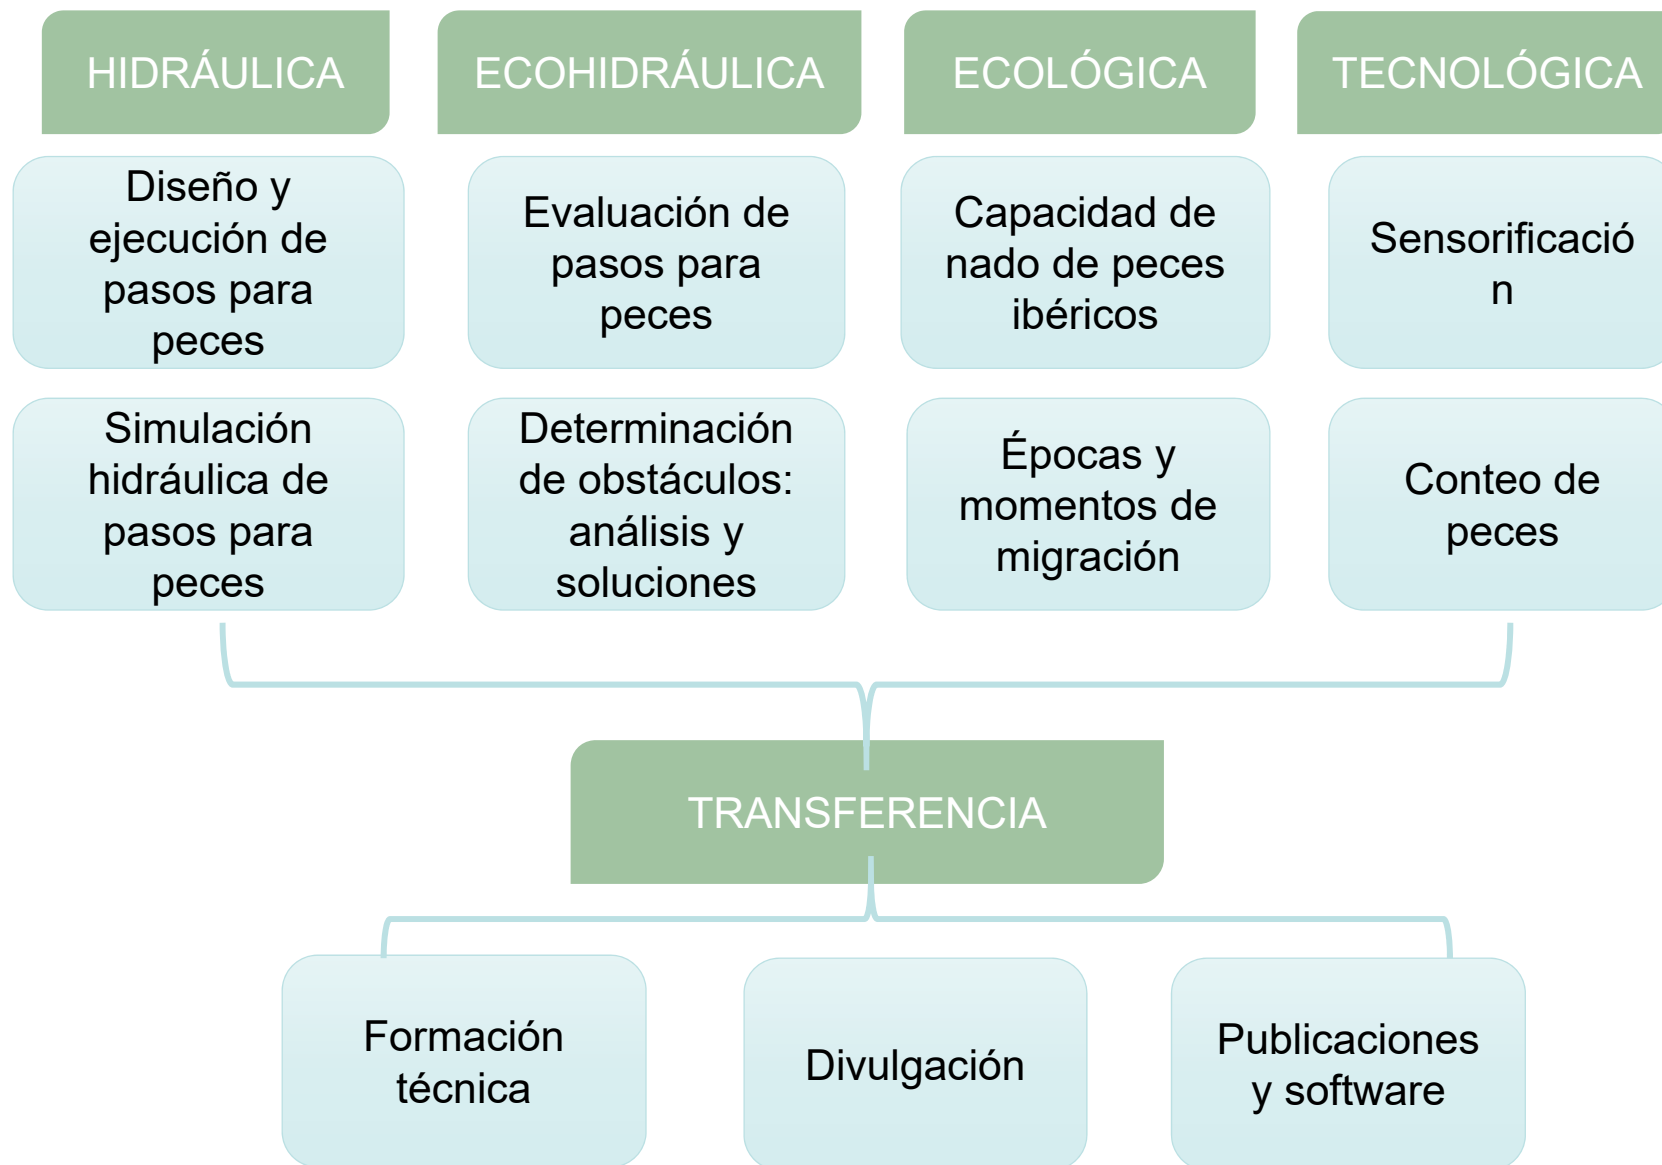 HIDRÁULICA
ECOHIDRÁULICA
ECOLÓGICA
TECNOLÓGICA
Diseño y
ejecución de
pasos para
peces
Evaluación de
pasos para
peces
Capacidad de
nado de peces
ibéricos
Sensorificació
n
Simulación
hidráulica de
pasos para
peces
Determinación
de obstáculos:
análisis y
soluciones
Épocas y
momentos de
migración
Conteo de
peces
TRANSFERENCIA
Formación
técnica
Divulgación
Publicaciones
y software